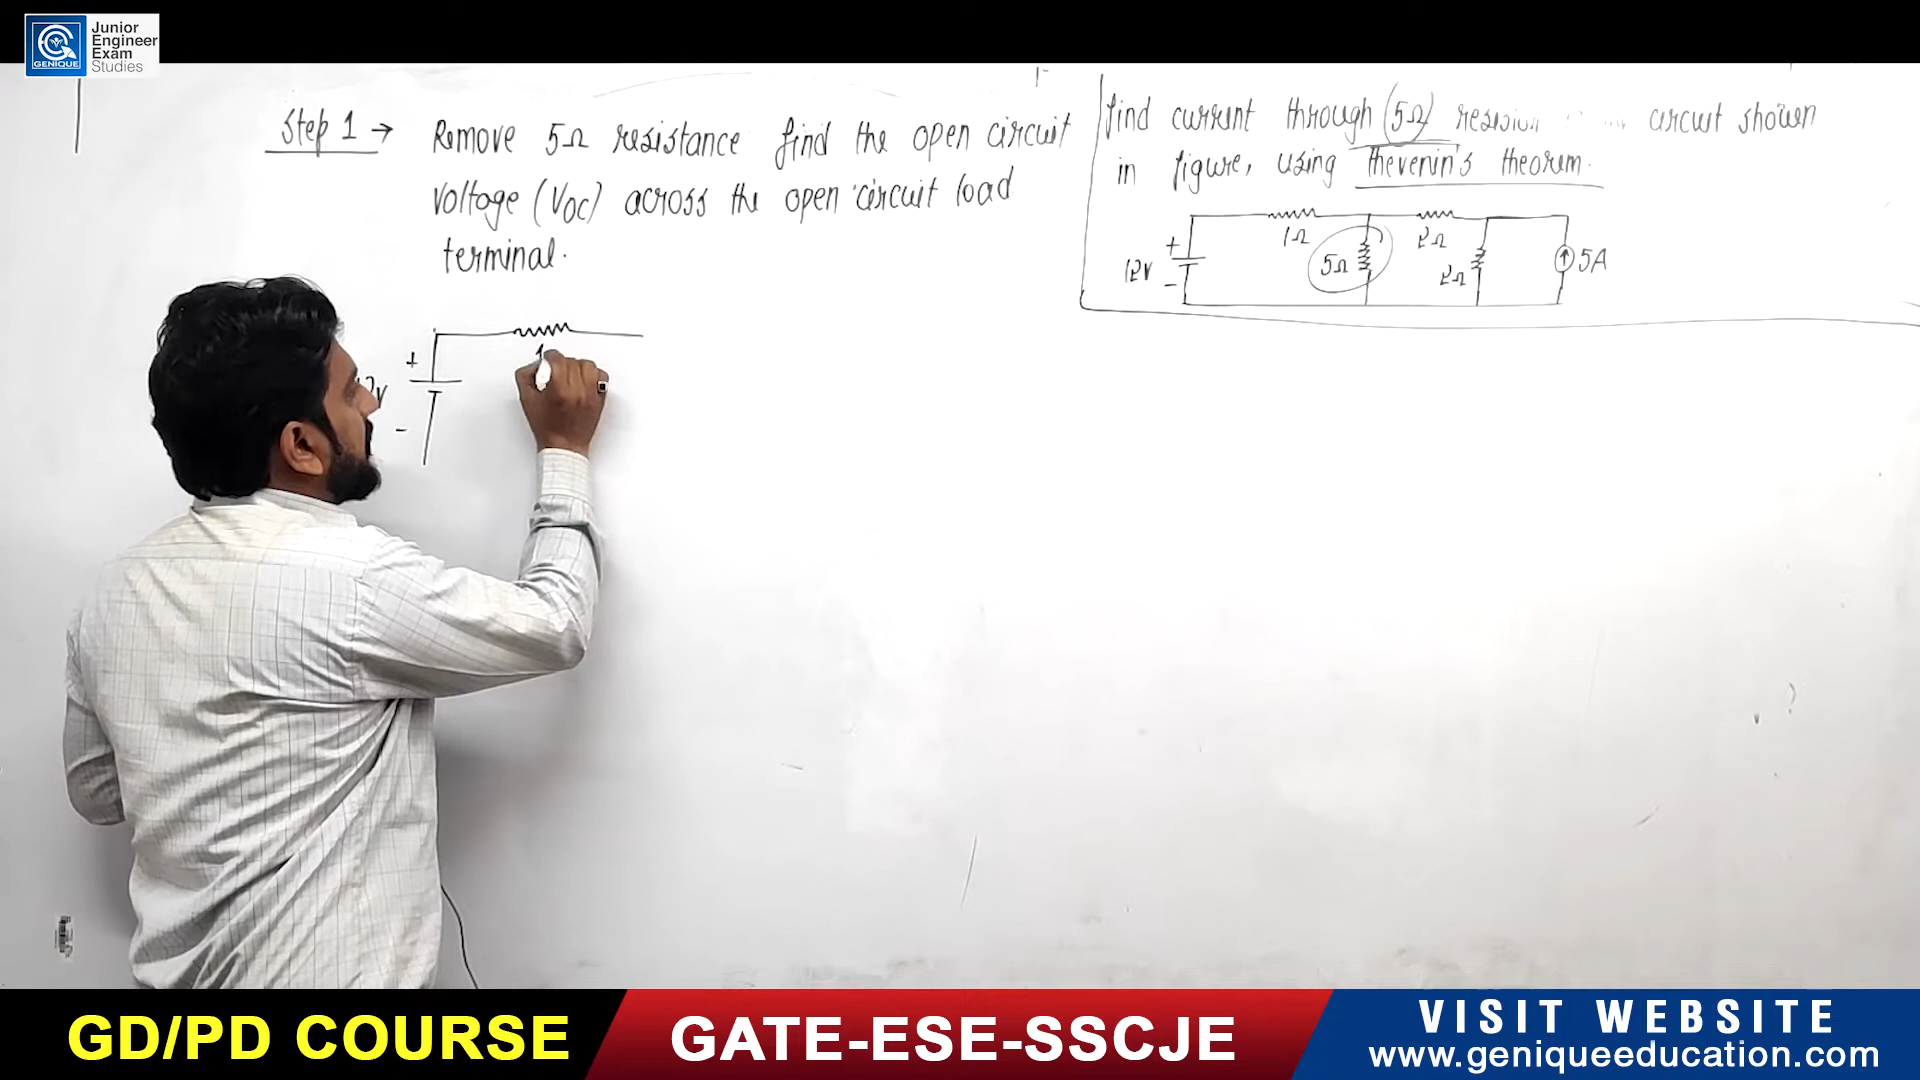 Junior
Engineer
Exam
Studies
GENIQUE
Step 1 → Remove 5Ω resistance find the open circuit
voltage (VOC) across the open circuit load
terminal.
+
-
1
find current through (5Ω) circuit shown
in figure, using thevenin's theorem.
1Ω
2Ω
+
12V
-
5Ω
2Ω
5A
GD/PD COURSE
GATE-ESE-SSCJE
VISIT WEBSITE
www.geniqueeducation.com